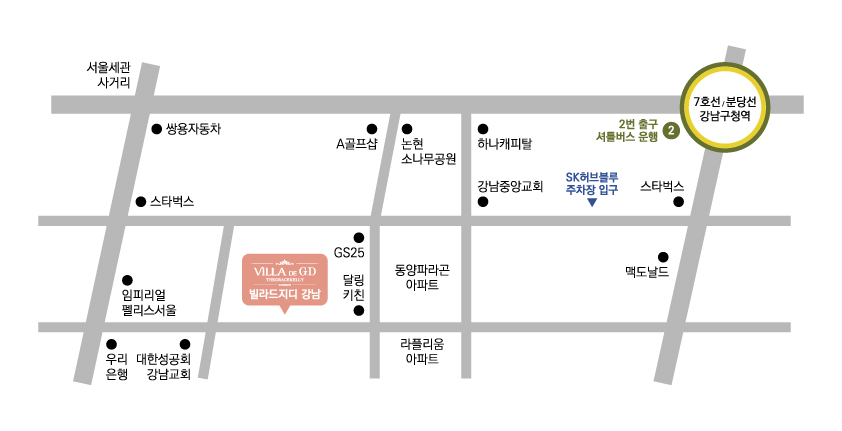 서울세관
사거리
7호선/분당선
강남구청역
쌍용자동차
A골프샵
논현
소나무공원
하나캐피탈
2번 출구
셔틀버스 운행
2
스타벅스
강남중앙교회
SK허브블루
주차장 입구
스타벅스
GS25
VILLA DE GD
THEGRACEKELLY
빌라드지디 강남
달링
키친
동양파라곤
아파트
맥도날드
임피리얼
펠리스서울
우리
은행
대한성공회
강남교회
라플리움
아파트